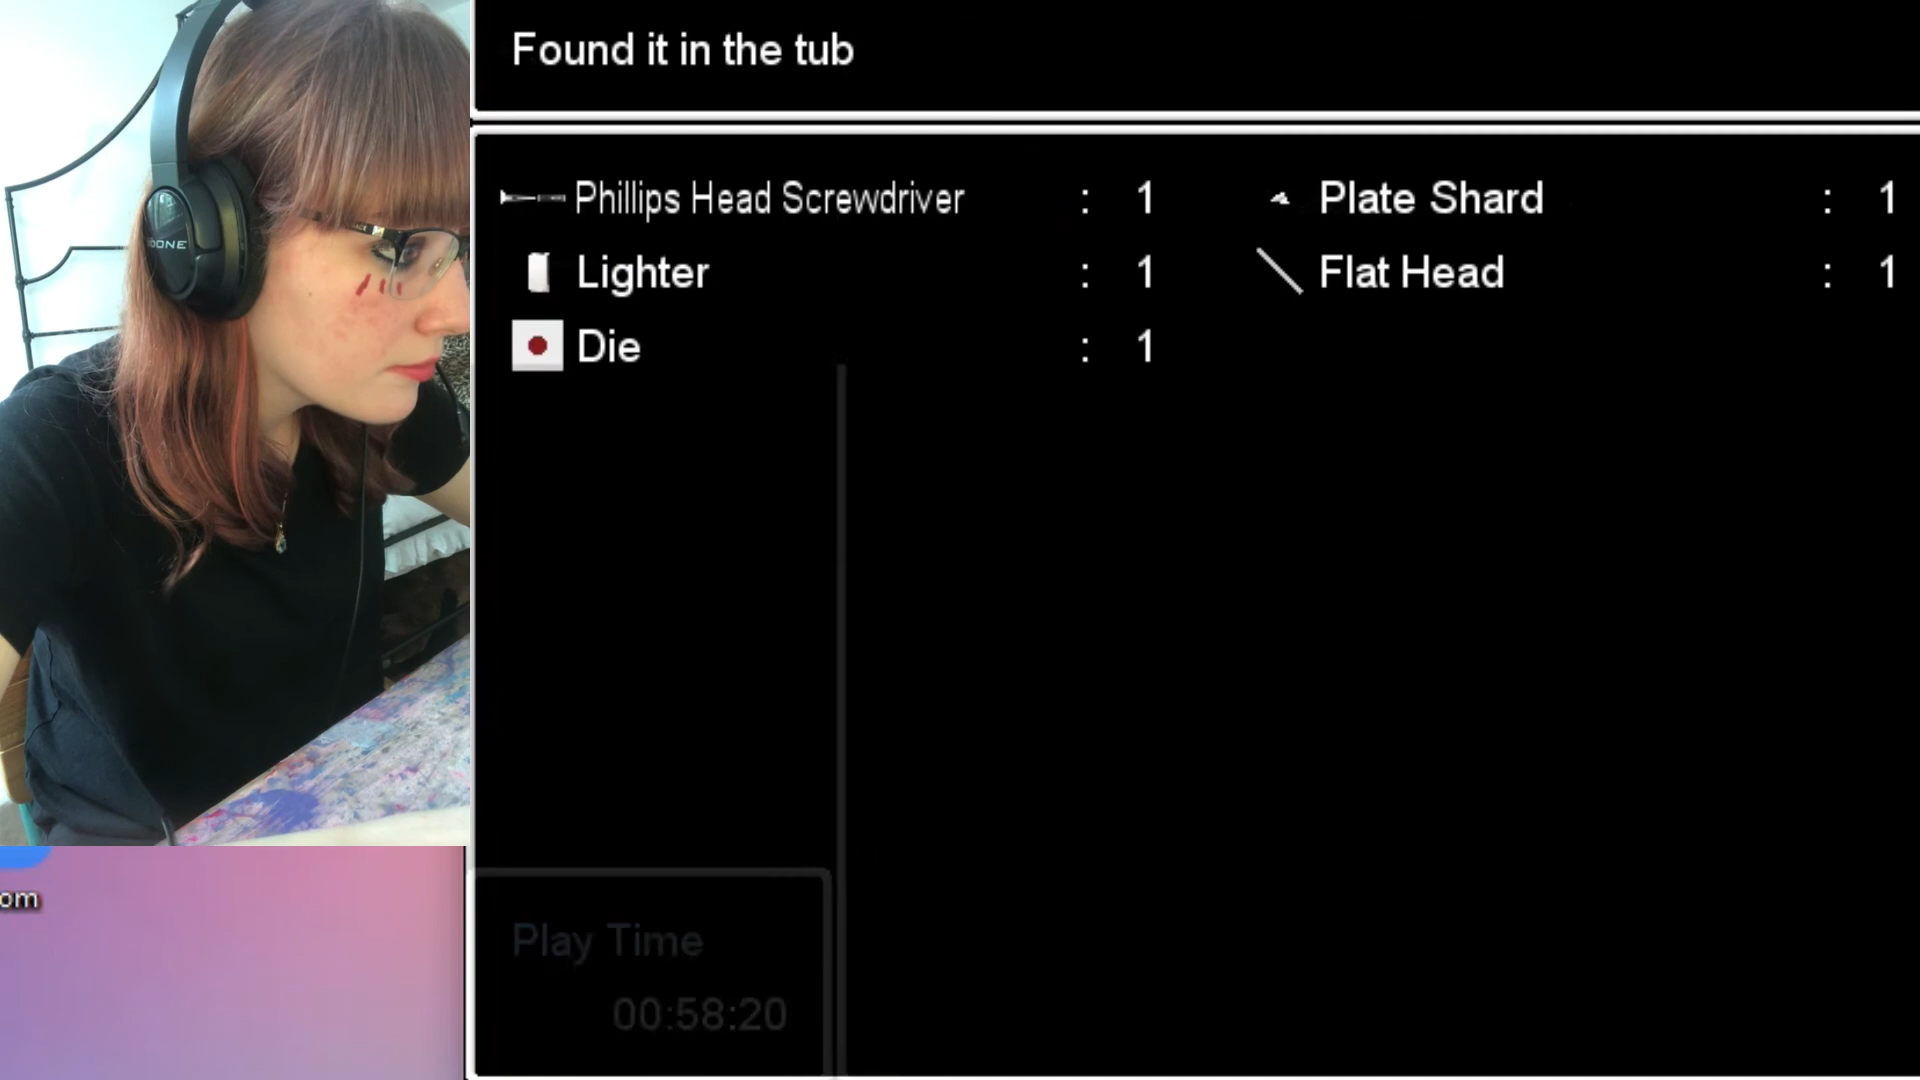 Found it in the tub
Phillips Head Screwdriver : 1
Plate Shard : 1
Lighter : 1
Flat Head : 1
Die : 1
Play Time
00:58:20
om